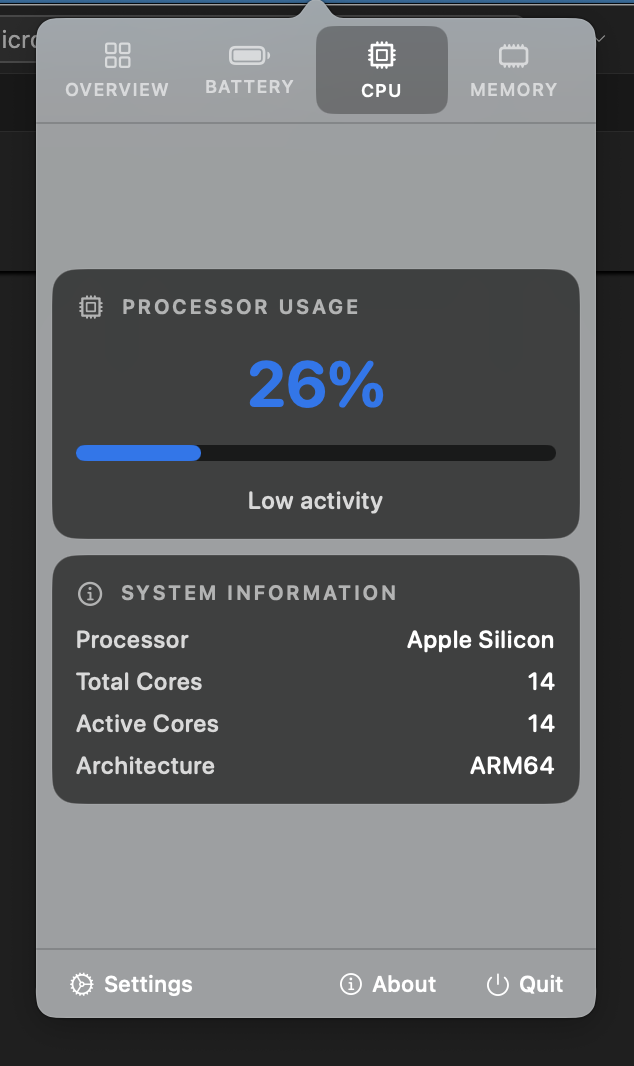 icro
OVERVIEW BATTERY CPU MEMORY
PROCESSOR USAGE
26%
Low activity
SYSTEM INFORMATION
Processor Apple Silicon
Total Cores 14
Active Cores 14
Architecture ARM64
Settings About Quit